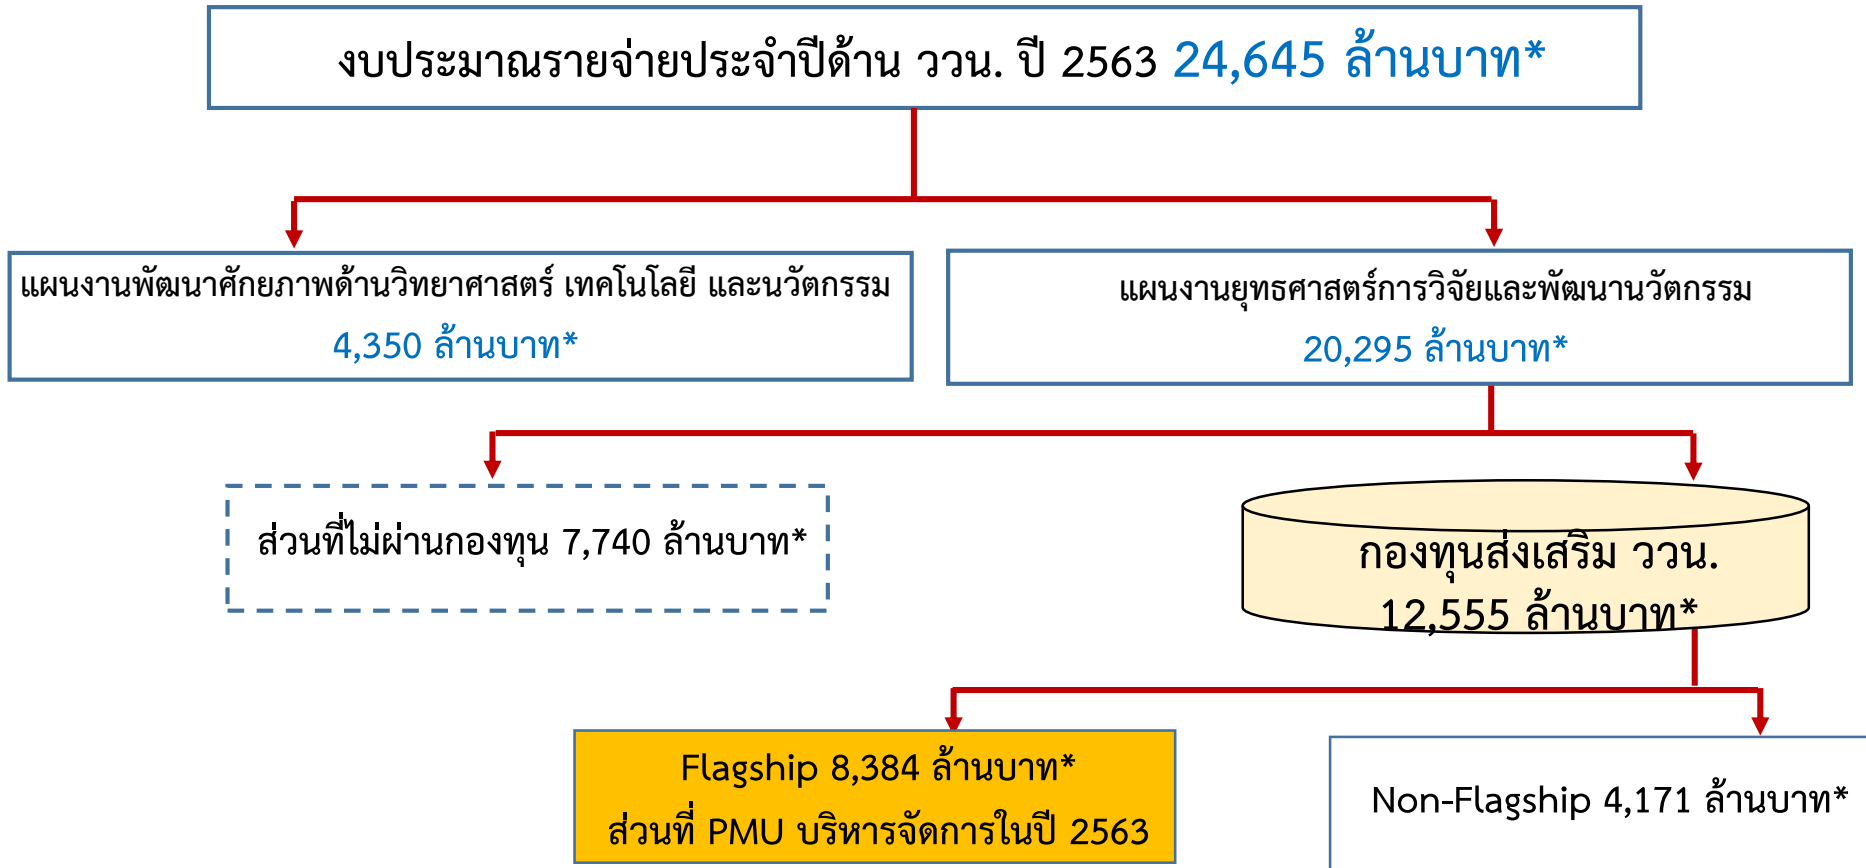 งบประมาณรายจ่ายประจำปีด้าน ววน. ปี 2563 24,645 ล้านบาท*
แผนงานพัฒนาศักยภาพด้านวิทยาศาสตร์ เทคโนโลยี และนวัตกรรม
4,350 ล้านบาท*
แผนงานยุทธศาสตร์การวิจัยและพัฒนานวัตกรรม
20,295 ล้านบาท*
ส่วนที่ไม่ผ่านกองทุน 7,740 ล้านบาท*
กองทุนส่งเสริม ววน.
12,555 ล้านบาท*
Flagship 8,384 ล้านบาท*
ส่วนที่ PMU บริหารจัดการในปี 2563
Non-Flagship 4,171 ล้านบาท*